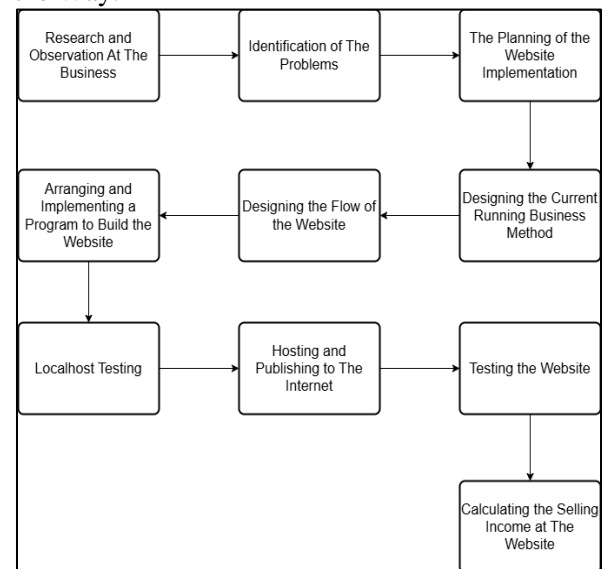 Research and
Observation At The
Business
Identification of The
Problems
The Planning of the
Website
Implementation
Designing the Current
Running Business
Method
Designing the Flow of
the Website
Arranging and
Implementing a
Program to Build the
Website
Localhost Testing
Hosting and
Publishing to The
Internet
Testing the Website
Calculating the Selling
Income at The
Website